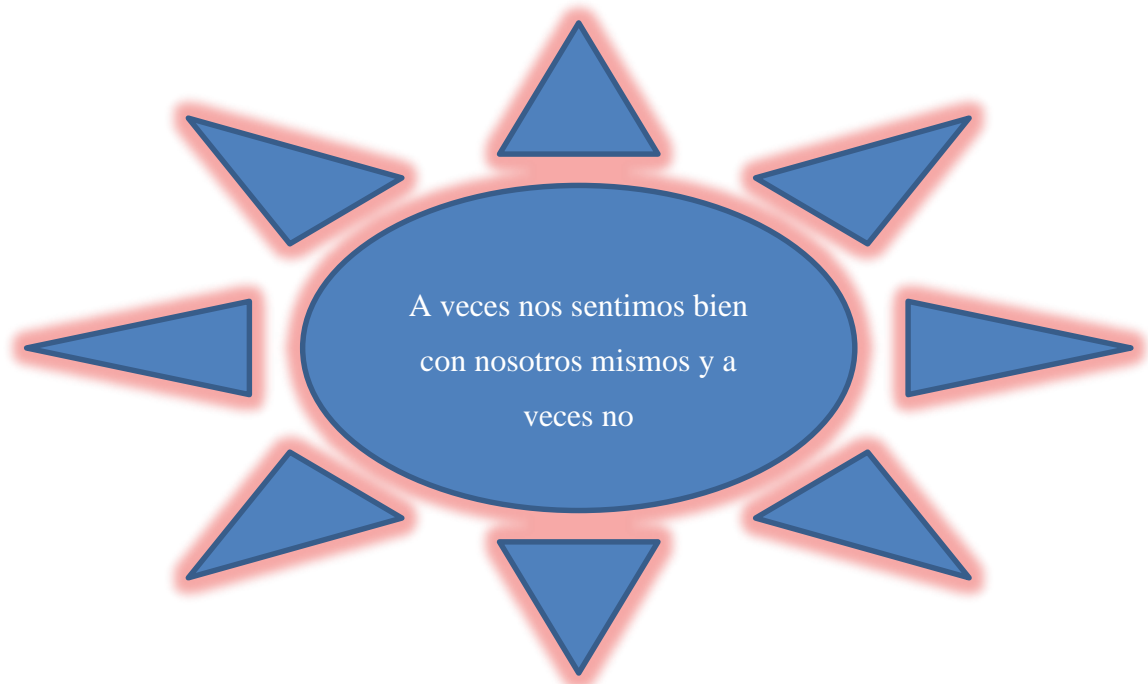 A veces nos sentimos bien
con nosotros mismos y a
veces no